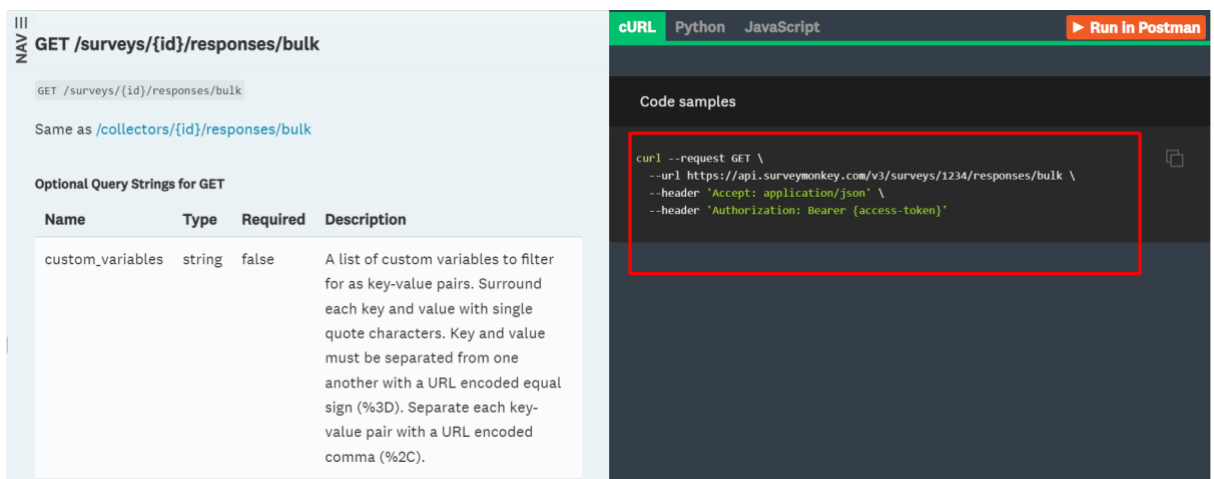 NAV
GET /surveys/{id}/responses/bulk
GET /surveys/{id}/responses/bulk
Same as /collectors/{id}/responses/bulk
Optional Query Strings for GET
Name Type Required Description
custom_variables string false A list of custom variables to filter
for as key-value pairs. Surround
each key and value with single
quote characters. Key and value
must be separated from one
another with a URL encoded equal
sign (%3D). Separate each key-
value pair with a URL encoded
comma (%2C).
cURL Python JavaScript Run in Postman
Code samples
curl --request GET \
--url https://api.surveymonkey.com/v3/surveys/1234/responses/bulk \
--header 'Accept: application/json' \
--header 'Authorization: Bearer {access-token}'